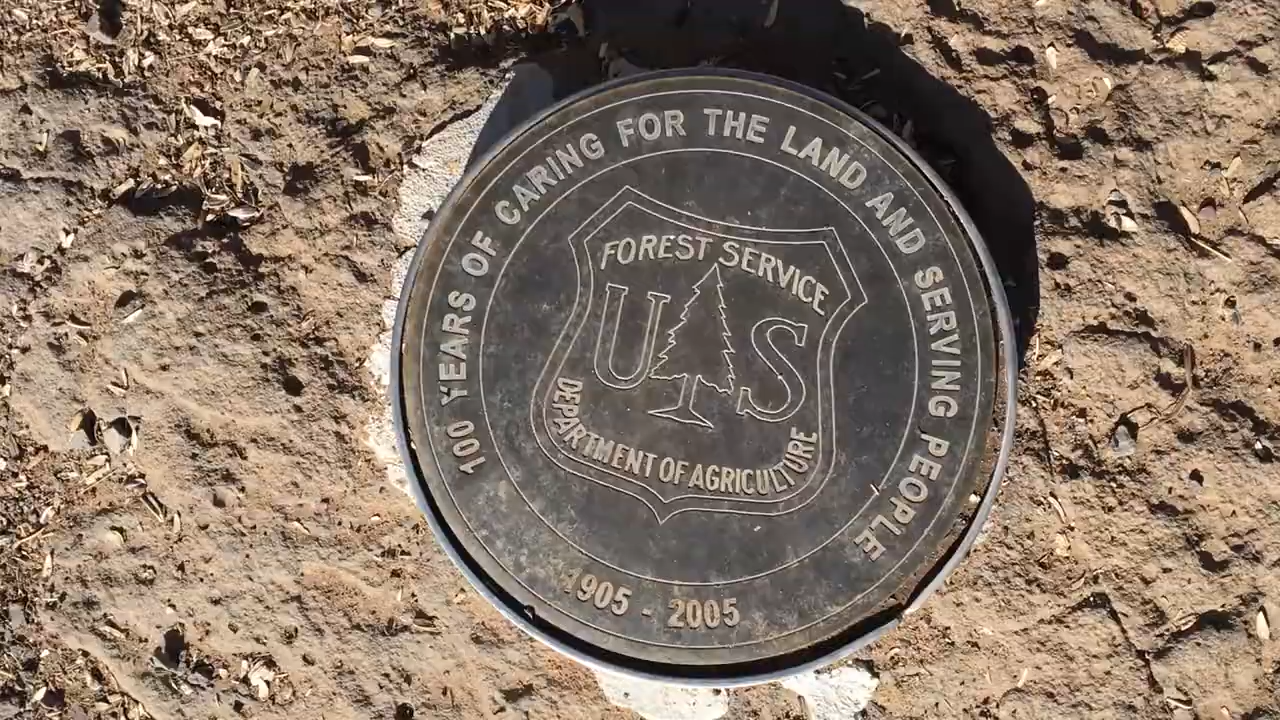 100 YEARS OF CARING FOR THE LAND AND SERVING PEOPLE
FOREST SERVICE
U S
DEPARTMENT OF AGRICULTURE
1905 - 2005